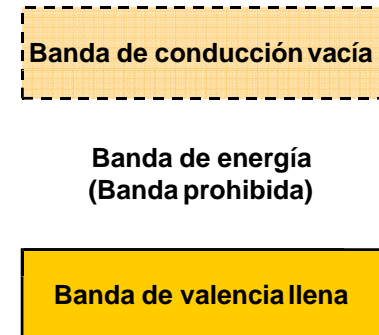 Banda de conducción vacía
Banda de energía
(Banda prohibida)
Banda de valencia llena